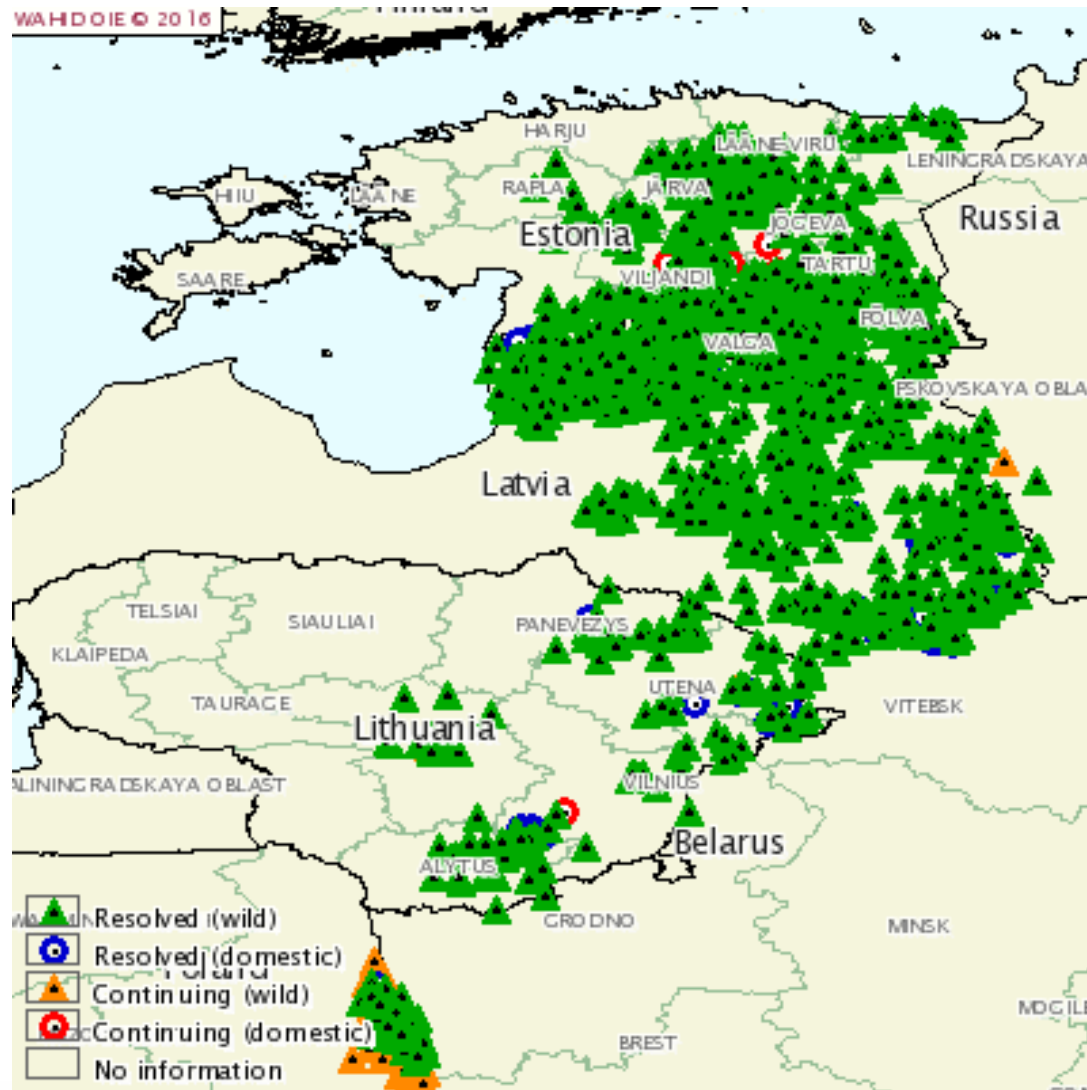 WAHID OIE © 2016
Finland
HARJU
LÄÄNE-VIRU
LENINGRADSKAYA
HIIU
LÄÄNE
RAPLA
JÄRVA
JÕGEVA
Russia
Estonia
SAARE
VILJANDI
TARTU
PÕLVA
VALGA
PSKOVSKAYA OBLA
Latvia
TELSIAI
SIAULIAI
PANEVEZYS
KLAIPEDA
UTENA
TAURAGE
VITEBSK
Lithuania
ALININGRADSKAYA OBLAST
VILNIUS
Belarus
ALYTUS
GRODNO
MINSK
Resolved (wild)
Resolved (domestic)
Poland
Continuing (wild)
MOGILE
Continuing (domestic)
BREST
No information